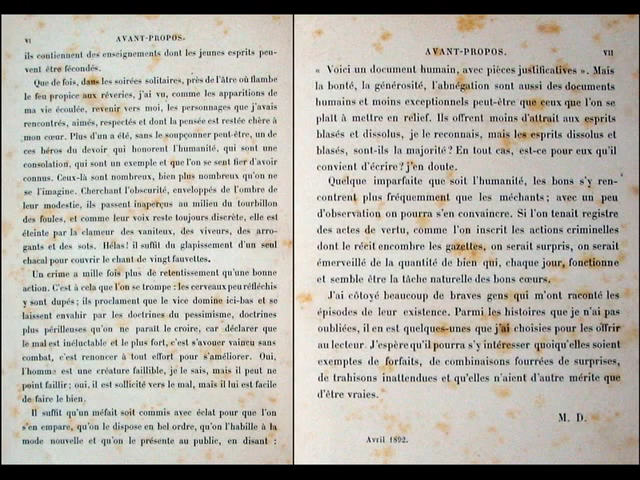 VI AVANT-PROPOS.
ils contiennent des enseignements dont les jeunes esprits peu-
vent être fécondés.
Que de fois, dans les soirées solitaires, près de l'âtre où flambe
le feu propice aux rêveries, j'ai vu, comme les apparitions de
ma vie écoulée, revenir vers moi, les personnages que j'avais
rencontrés, aimés, respectés et dont la pensée est restée chère à
mon cœur. Plus d'un a été, sans le soupçonner peut-être, un de
ces héros du devoir qui honorent l'humanité, qui sont une
consolation, qui sont un exemple et que l'on se sent fier d'avoir
connus. Ceux-là sont nombreux, bien plus nombreux qu'on ne
se l'imagine. Cherchant l'obscurité, enveloppés de l'ombre de
leur modestie, ils passent inaperçus au milieu du tourbillon
des foules, et comme leur voix reste toujours discrète, elle est
éteinte par la clameur des vaniteux, des viveurs, des arro-
gants et des sots. Hélas! il suffit du glapissement d'un seul
chacal pour couvrir le chant de vingt fauvettes.
Un crime a mille fois plus de retentissement qu'une bonne
action. C'est à cela que l'on se trompe : les cerveaux peu réfléchis
y sont dupés; ils proclament que le vice domine ici-bas et se
laissent envahir par les doctrines du pessimisme, doctrines
plus périlleuses qu'on ne paraît le croire, car déclarer que
le mal est inéluctable et le plus fort, c'est s'avouer vaincu sans
combat, c'est renoncer à tout effort pour s'améliorer. Oui,
l'homme est une créature faillible, je le sais, mais il peut ne
point faillir; oui, il est sollicité vers le mal, mais il lui est facile
de faire le bien.
Il suffit qu'un méfait soit commis avec éclat pour que l'on
s'en empare, qu'on le dispose en bel ordre, qu'on l'habille à la
mode nouvelle et qu'on le présente au public, en disant :
AVANT-PROPOS. VII
« Voici un document humain, avec pièces justificatives ». Mais
la bonté, la générosité, l'abnégation sont aussi des documents
humains et moins exceptionnels peut-être que ceux que l'on se
plaît à mettre en relief. Ils offrent moins d'attrait aux esprits
blasés et dissolus, je le reconnais, mais les esprits dissolus et
blasés, sont-ils la majorité? En tout cas, est-ce pour eux qu'il
convient d'écrire? j'en doute.
Quelque imparfaite que soit l'humanité, les bons s'y ren-
contrent plus fréquemment que les méchants; avec un peu
d'observation on pourra s'en convaincre. Si l'on tenait registre
des actes de vertu, comme l'on inscrit les actions criminelles
dont le récit encombre les gazettes, on serait surpris, on serait
émerveillé de la quantité de bien qui, chaque jour, fonctionne
et semble être la tâche naturelle des bons cœurs.
J'ai côtoyé beaucoup de braves gens qui m'ont raconté les
épisodes de leur existence. Parmi les histoires que je n'ai pas
oubliées, il en est quelques-unes que j'ai choisies pour les offrir
au lecteur. J'espère qu'il pourra s'y intéresser quoiqu'elles soient
exemptes de forfaits, de combinaisons fourrées de surprises,
de trahisons inattendues et qu'elles n'aient d'autre mérite que
d'être vraies.
M. D.
Avril 1892.